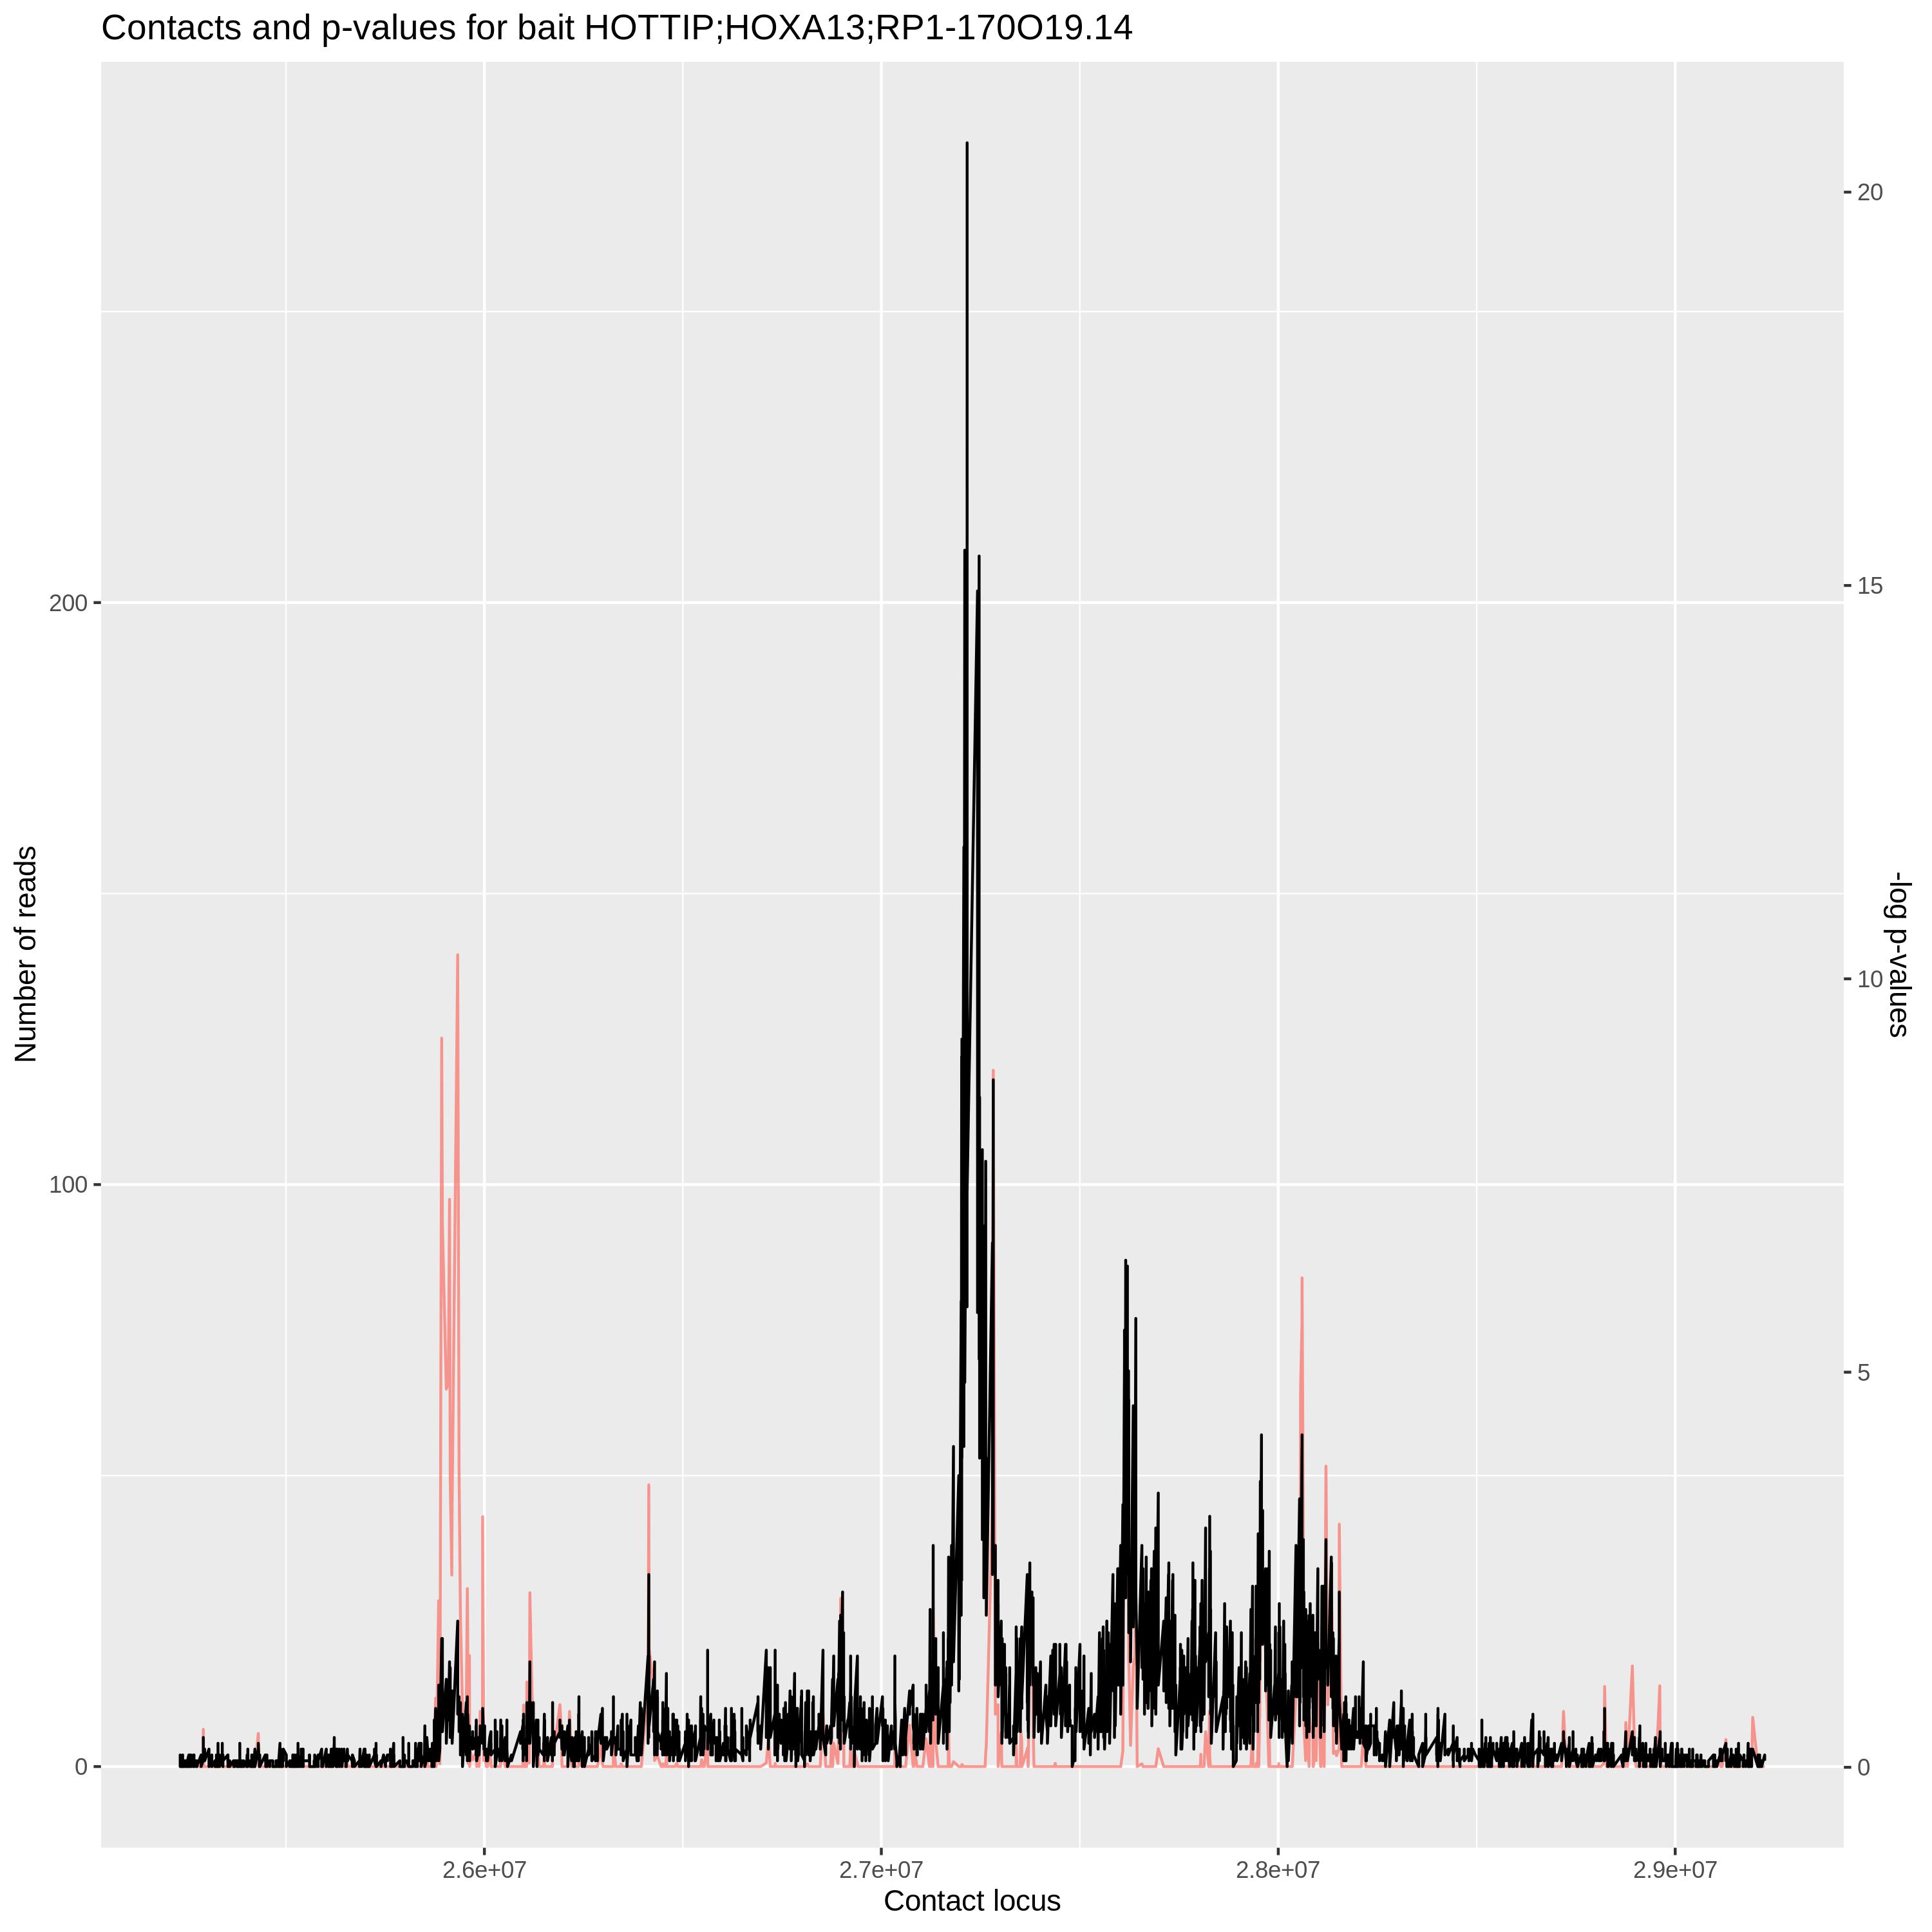 Contacts and p-values for bait HOTTIP;HOXA13;RP1-170O19.14
Number of reads
200
100
0
20
15
10
5
0
-log p-values
2.6e+07 2.7e+07 2.8e+07 2.9e+07
Contact locus